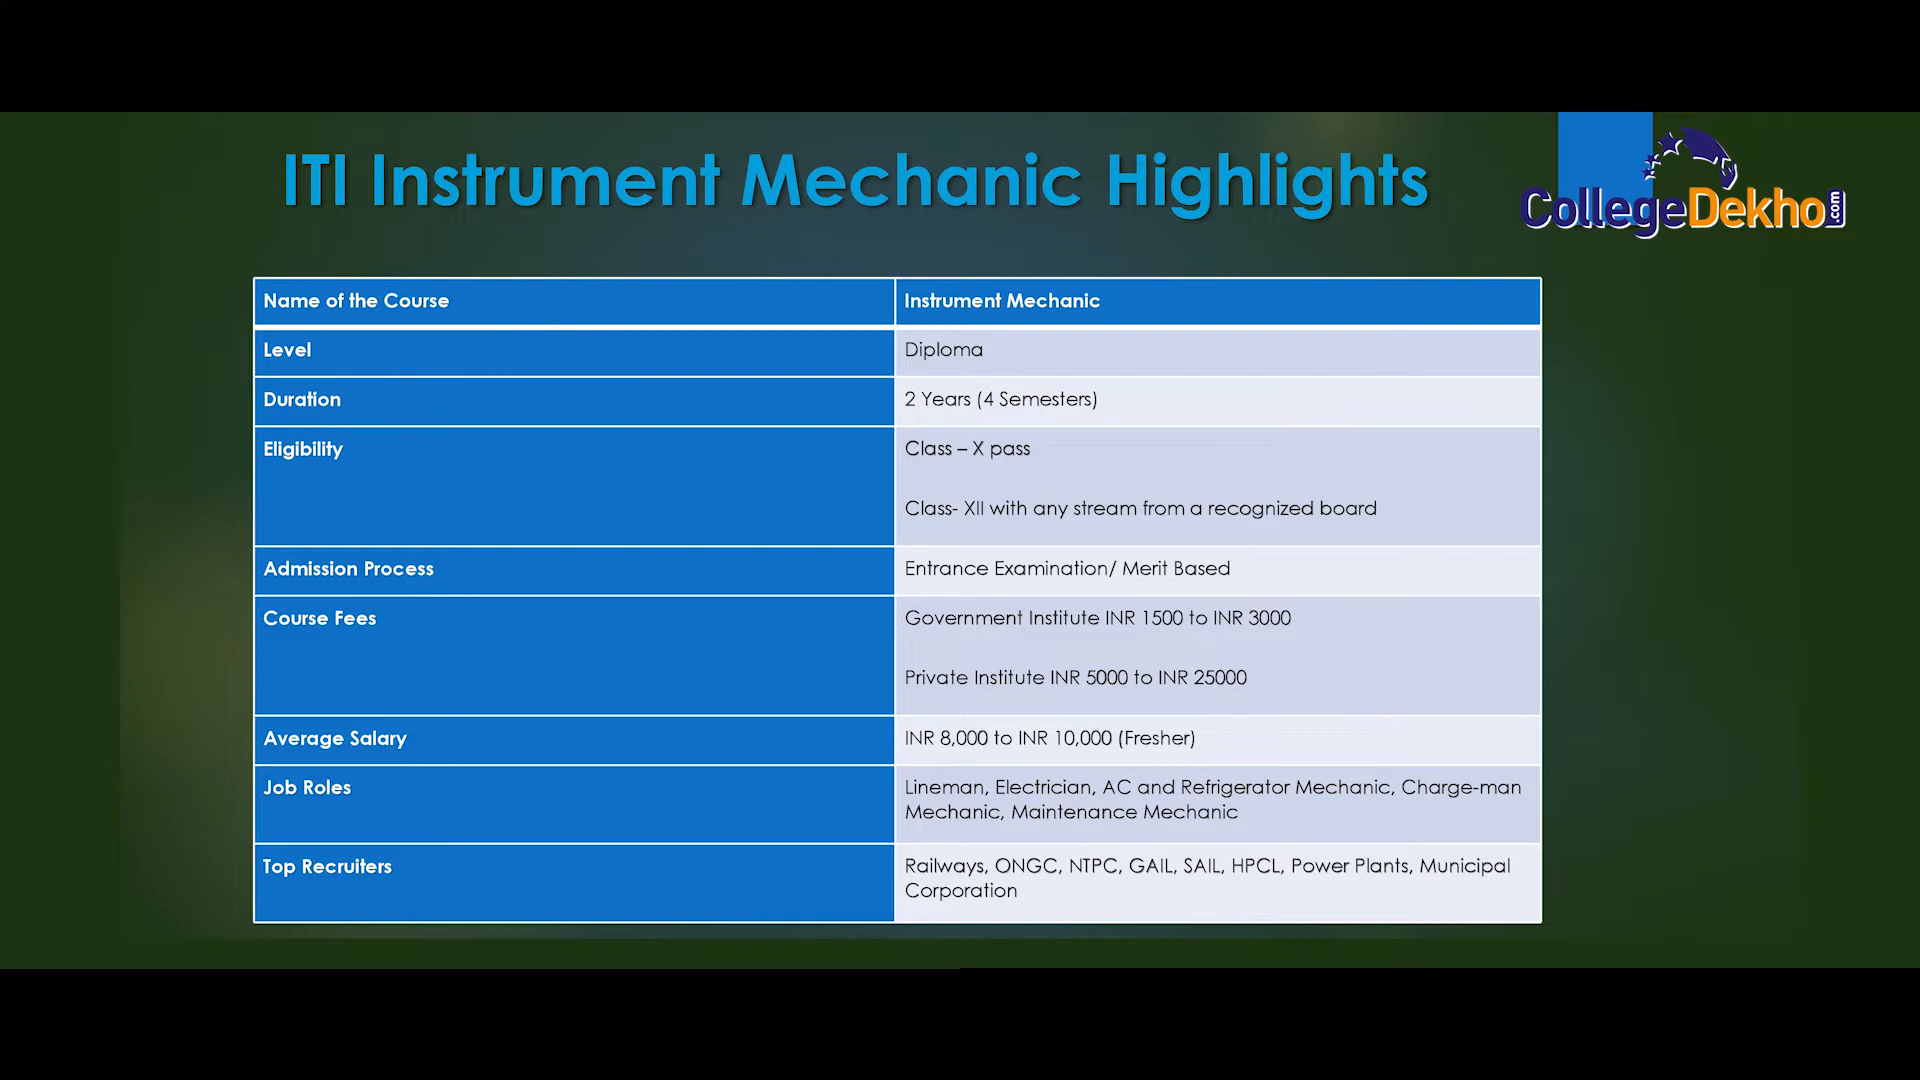 ITI Instrument Mechanic Highlights
CollegeDekho.com
Name of the Course Instrument Mechanic
Level Diploma
Duration 2 Years (4 Semesters)
Eligibility Class – X pass
Class- XII with any stream from a recognized board
Admission Process Entrance Examination/ Merit Based
Course Fees Government Institute INR 1500 to INR 3000
Private Institute INR 5000 to INR 25000
Average Salary INR 8,000 to INR 10,000 (Fresher)
Job Roles Lineman, Electrician, AC and Refrigerator Mechanic, Charge-man
Mechanic, Maintenance Mechanic
Top Recruiters Railways, ONGC, NTPC, GAIL, SAIL, HPCL, Power Plants, Municipal
Corporation